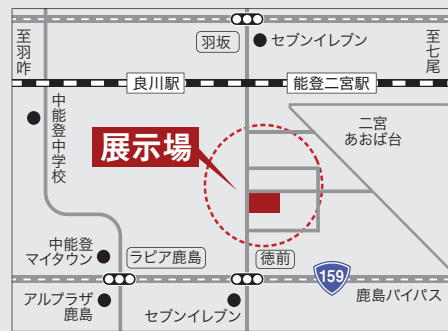 至羽咋
羽坂
セブンイレブン
至七尾
良川駅
能登二宮駅
中能登中学校
二宮
あおば台
展示場
中能登
マイタウン
ラピア鹿島
徳前
159
アルプラザ
鹿島
セブンイレブン
鹿島バイパス